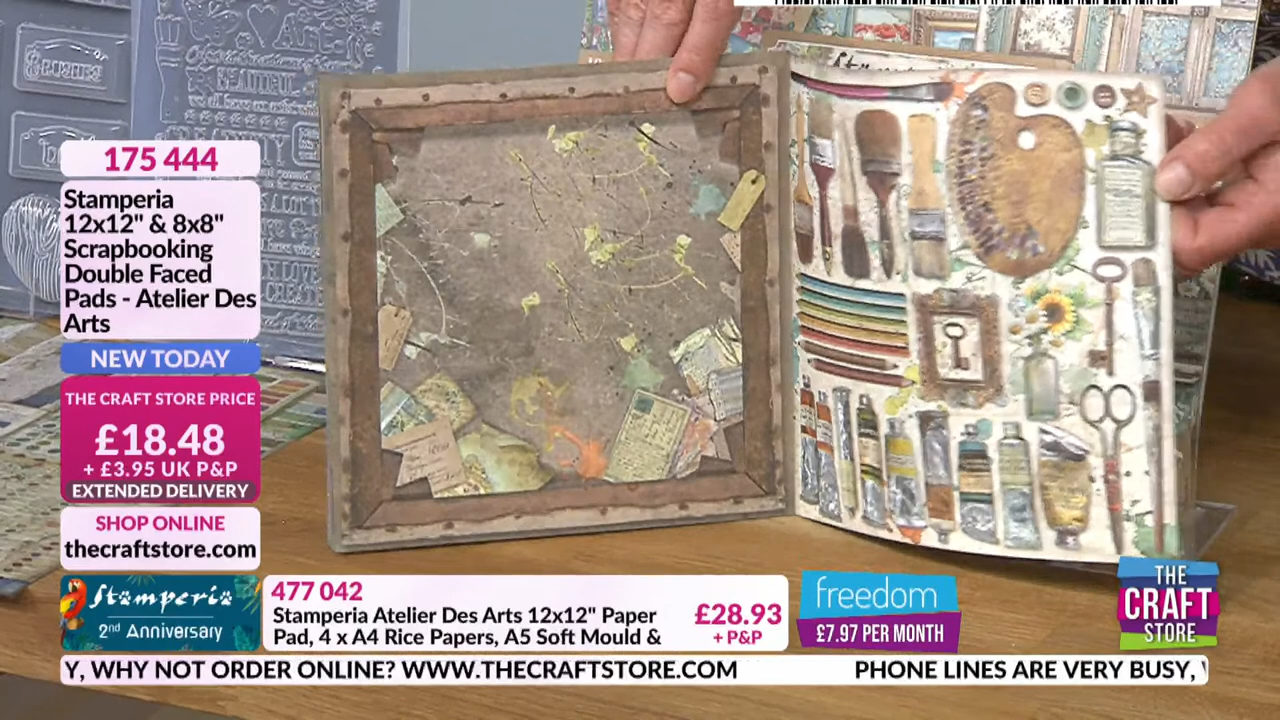 BRUSHES
Art
BEAUTIFUL
175 444
Stamperia
12x12" & 8x8"
Scrapbooking
Double Faced
Pads - Atelier Des
Arts
NEW TODAY
THE CRAFT STORE PRICE
£18.48
+ £3.95 UK P&P
EXTENDED DELIVERY
SHOP ONLINE
thecraftstore.com
Stamperia
2nd Anniversary
477 042
Stamperia Atelier Des Arts 12x12" Paper
Pad, 4 x A4 Rice Papers, A5 Soft Mould &
£28.93
+ P&P
freedom
£7.97 PER MONTH
THE
CRAFT
STORE
Y, WHY NOT ORDER ONLINE? WWW.THECRAFTSTORE.COM
PHONE LINES ARE VERY BUSY,